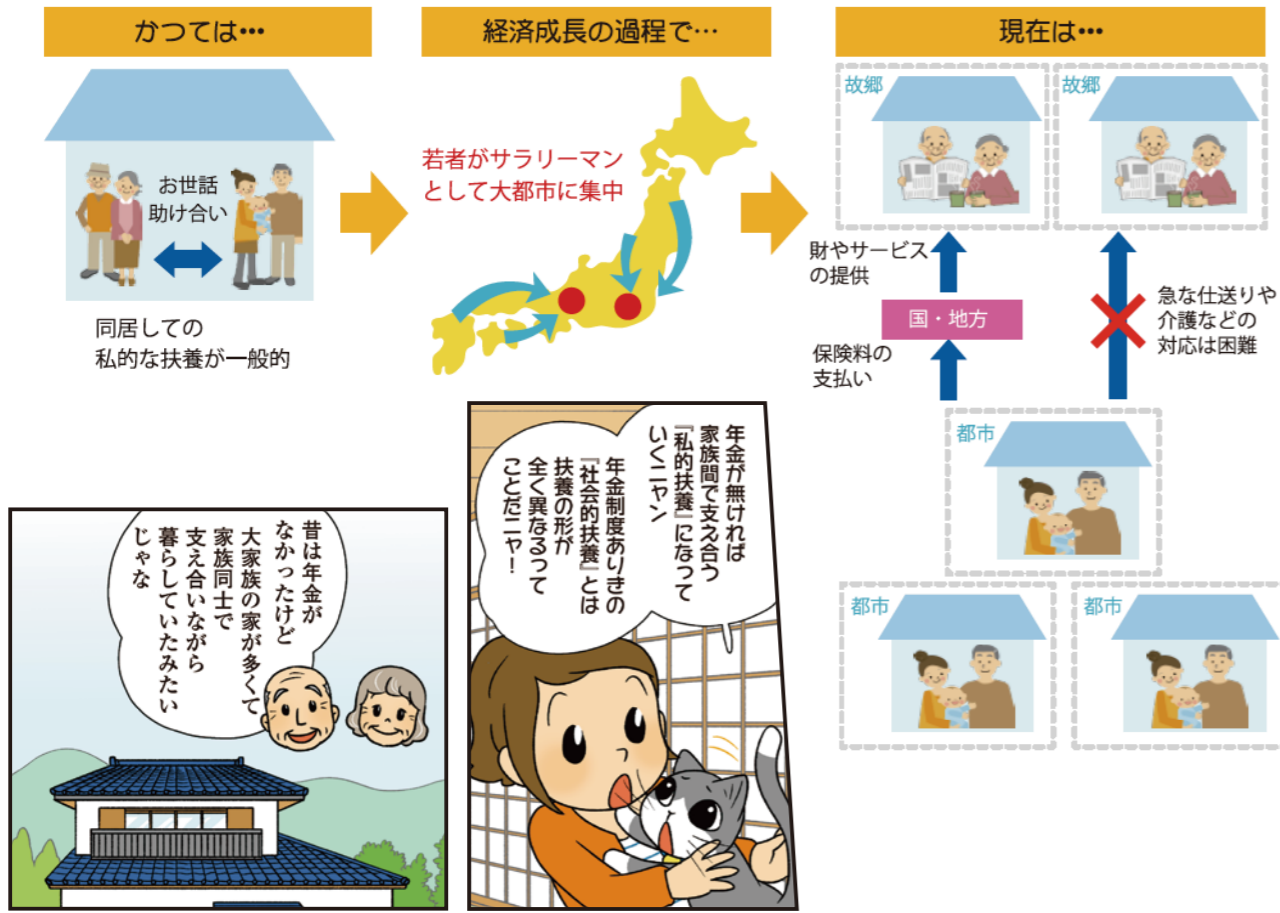 かつては…
お世話
助け合い
同居しての
私的な扶養が一般的
経済成長の過程で…
若者がサラリーマン
として大都市に集中
現在は…
故郷
故郷
財やサービス
の提供
国・地方
保険料の
支払い
急な仕送りや
介護などの
対応は困難
都市
都市
都市
年金が無ければ
家族間で支え合う
『私的扶養』になって
いくニャン
年金制度ありきの
『社会的扶養』とは
扶養の形が
全く異なるって
ことだニャ！
昔は年金が
なかったけど
大家族の家が多くて
家族同士で
支え合いながら
暮らしていたみたい
じゃな